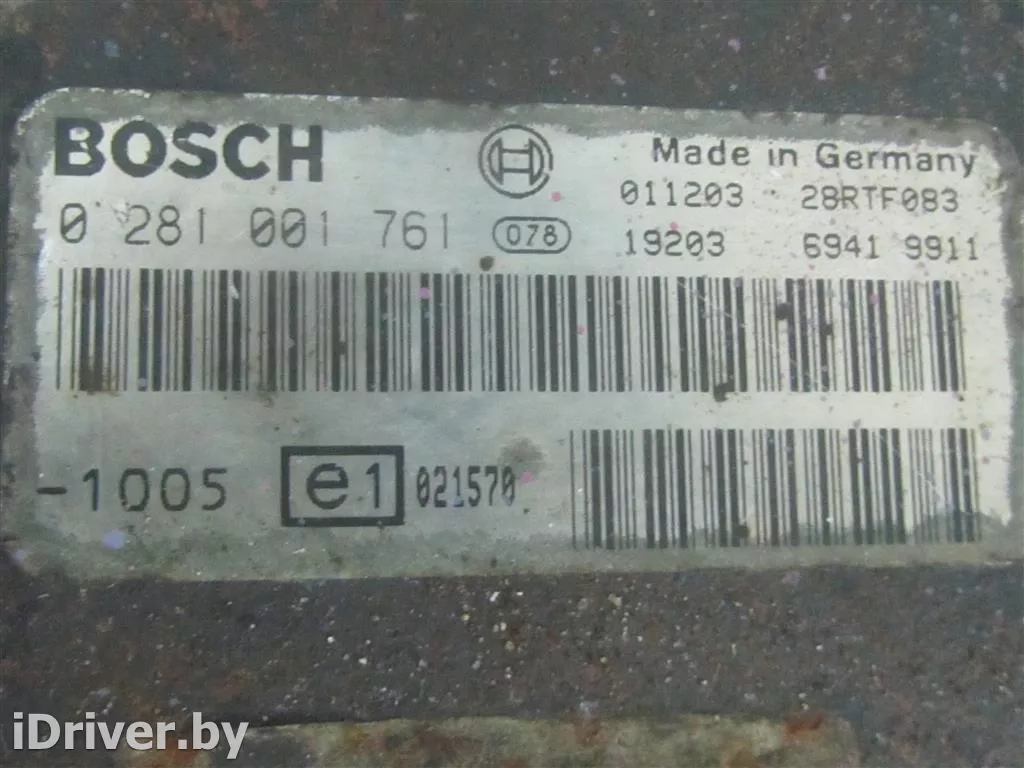 BOSCH
Made in Germany
011203 28RTF083
0 281 001 761 078 19203 6941 9911
-1005 e1 021570
iDriver.by